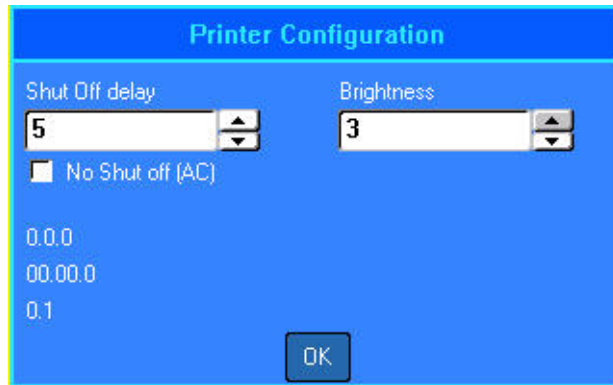 Printer Configuration
Shut Off delay
Brightness
5
3
No Shut off (AC)
0.0.0
00.00.0
0.1
OK